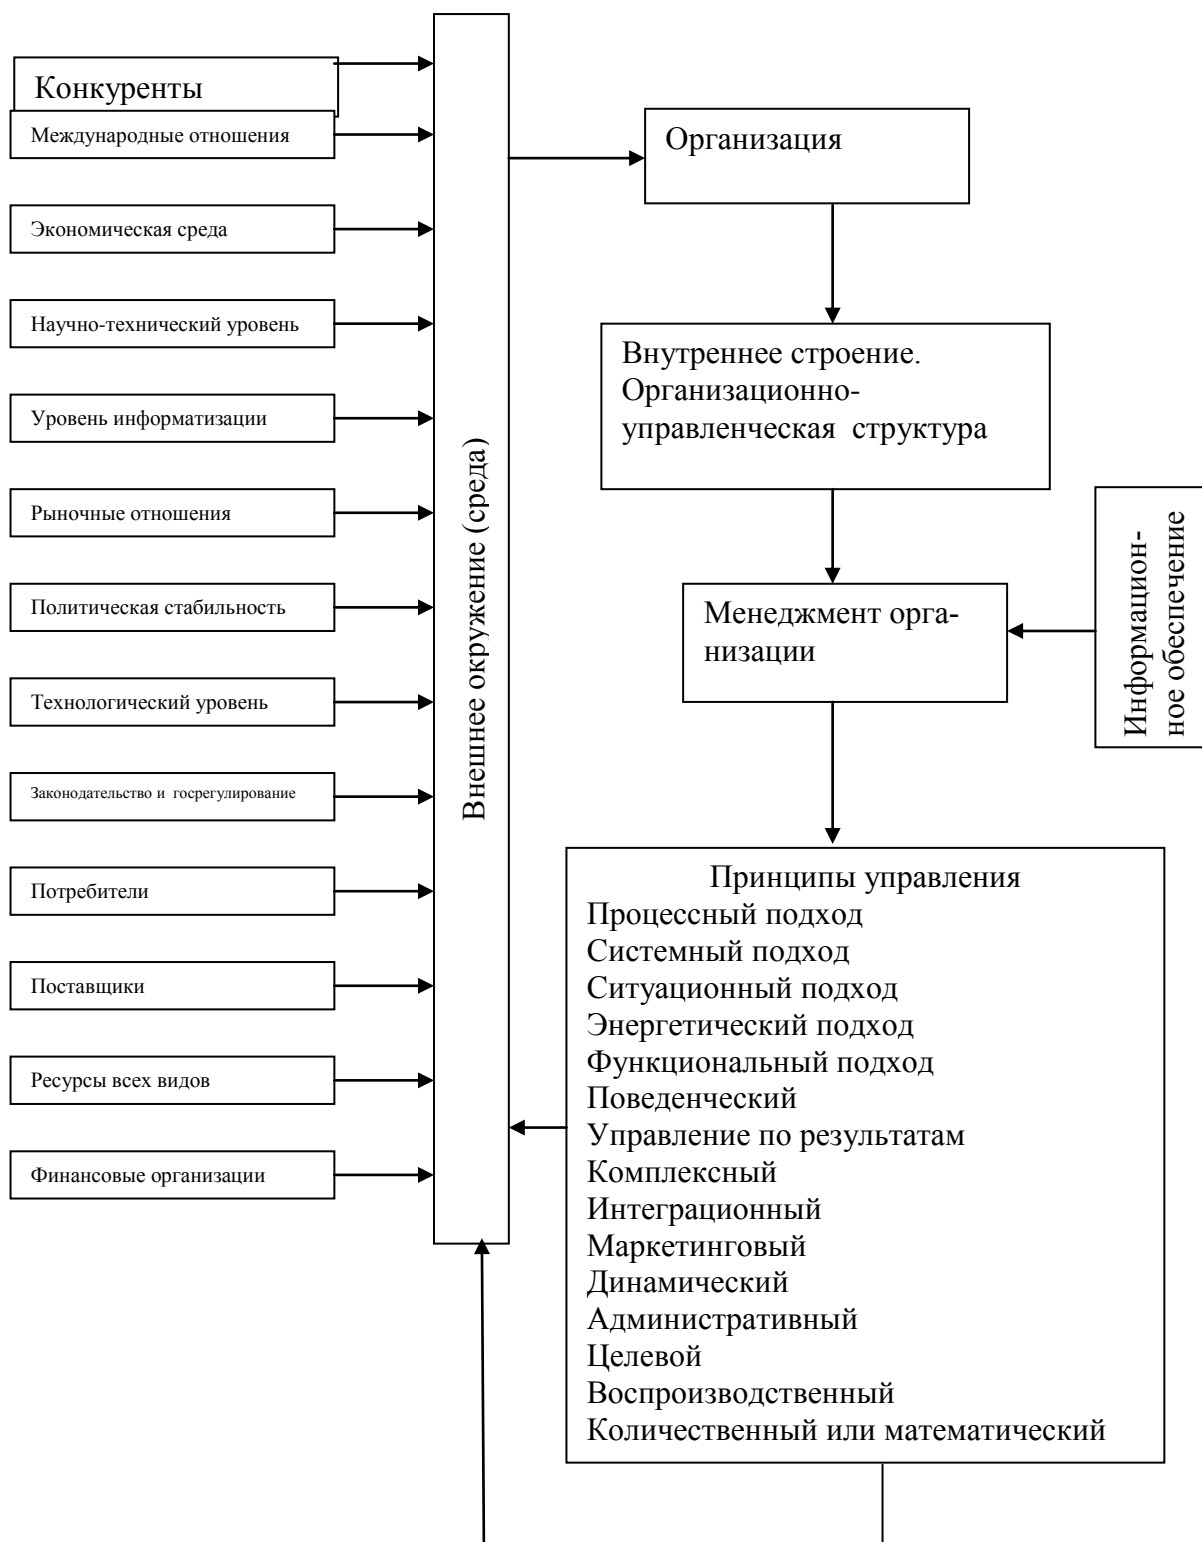 Конкуренты
Международные отношения
Экономическая среда
Научно-технический уровень
Уровень информатизации
Рыночные отношения
Политическая стабильность
Технологический уровень
Законодательство и госрегулирование
Потребители
Поставщики
Ресурсы всех видов
Финансовые организации
Внешнее окружение (среда)
Организация
Внутреннее строение.
Организационно-
управленческая структура
Менеджмент орга-
низации
Информацион-
ное обеспечение
Принципы управления
Процессный подход
Системный подход
Ситуационный подход
Энергетический подход
Функциональный подход
Поведенческий
Управление по результатам
Комплексный
Интеграционный
Маркетинговый
Динамический
Административный
Целевой
Воспроизводственный
Количественный или математический